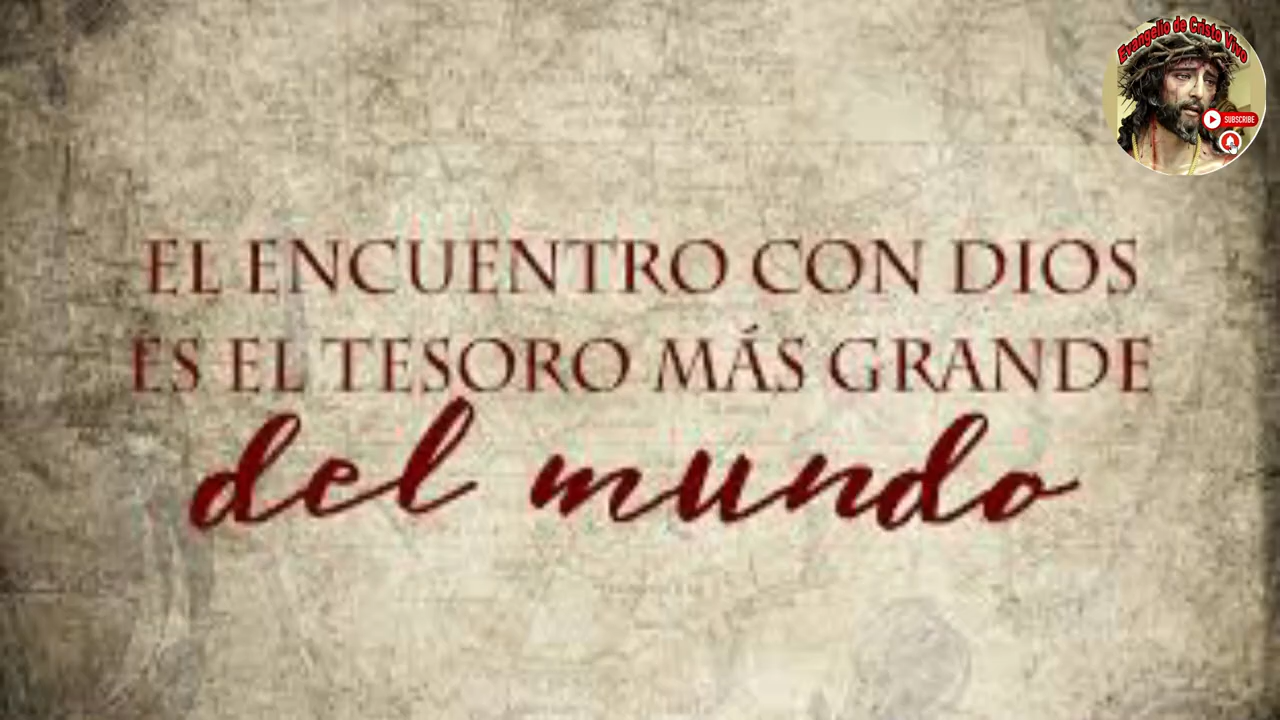 Evangelio de Cristo Vivo
SUBSCRIBE
EL ENCUENTRO CON DIOS
ES EL TESORO MÁS GRANDE
del mundo